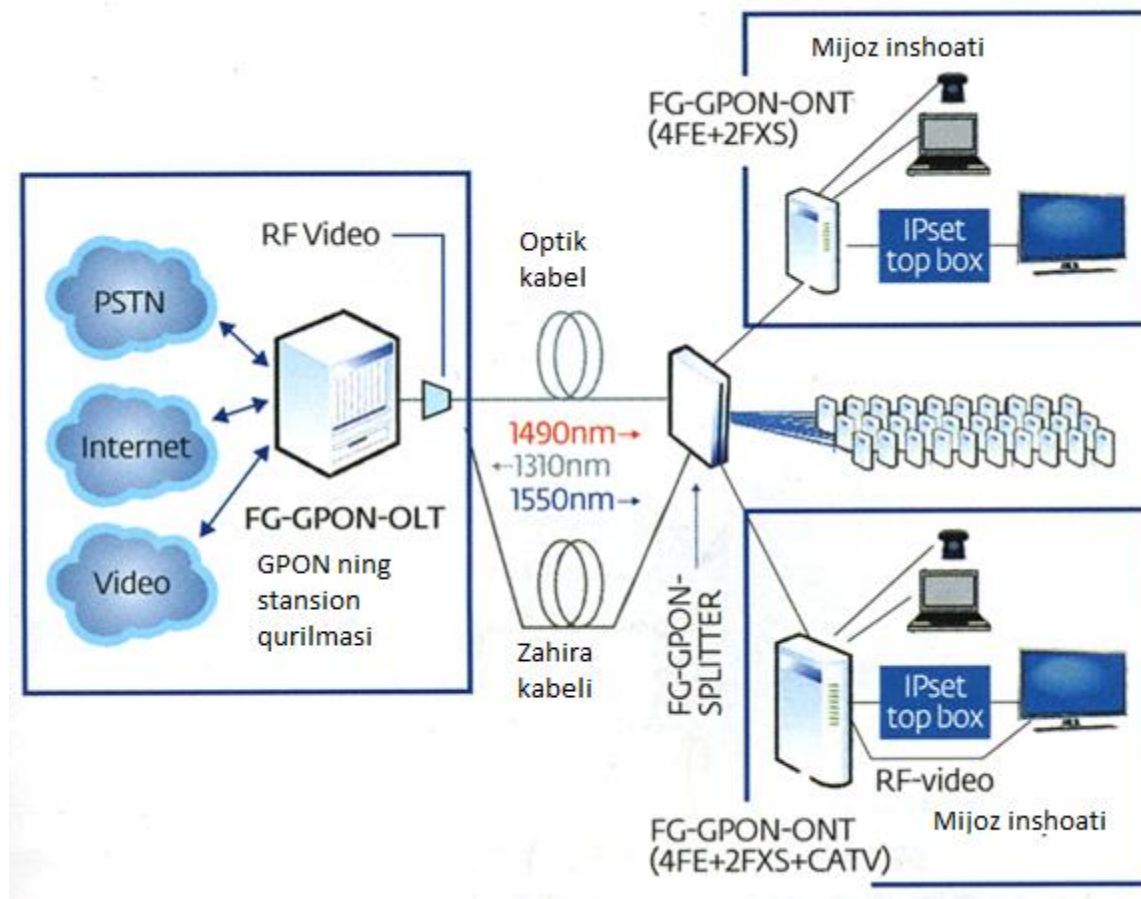 PSTN
Internet
Video
RF Video
FG-GPON-OLT
GPON ning
stansion
qurilmasi
Optik
kabel
1490nm→
←1310nm
1550nm→
Zahira
kabeli
FG-GPON-
SPLITTER
Mijoz inshoati
FG-GPON-ONT
(4FE+2FXS)
IPset
top box
IPset
top box
RF-video
Mijoz inshoati
FG-GPON-ONT
(4FE+2FXS+CATV)